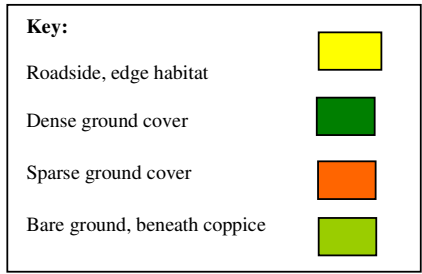 Key:
Roadside, edge habitat
Dense ground cover
Sparse ground cover
Bare ground, beneath coppice